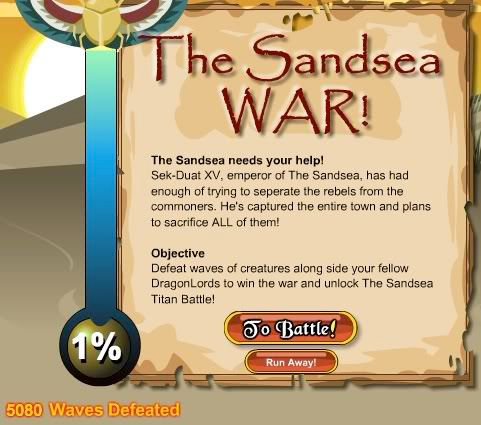 The Sandsea
WAR!
The Sandsea needs your help!
Sek-Duat XV, emperor of The Sandsea, has had
enough of trying to seperate the rebels from the
commoners. He's captured the entire town and plans
to sacrifice ALL of them!
Objective
Defeat waves of creatures along side your fellow
DragonLords to win the war and unlock The Sandsea
Titan Battle!
To Battle!
1%
Run Away!
5080 Waves Defeated